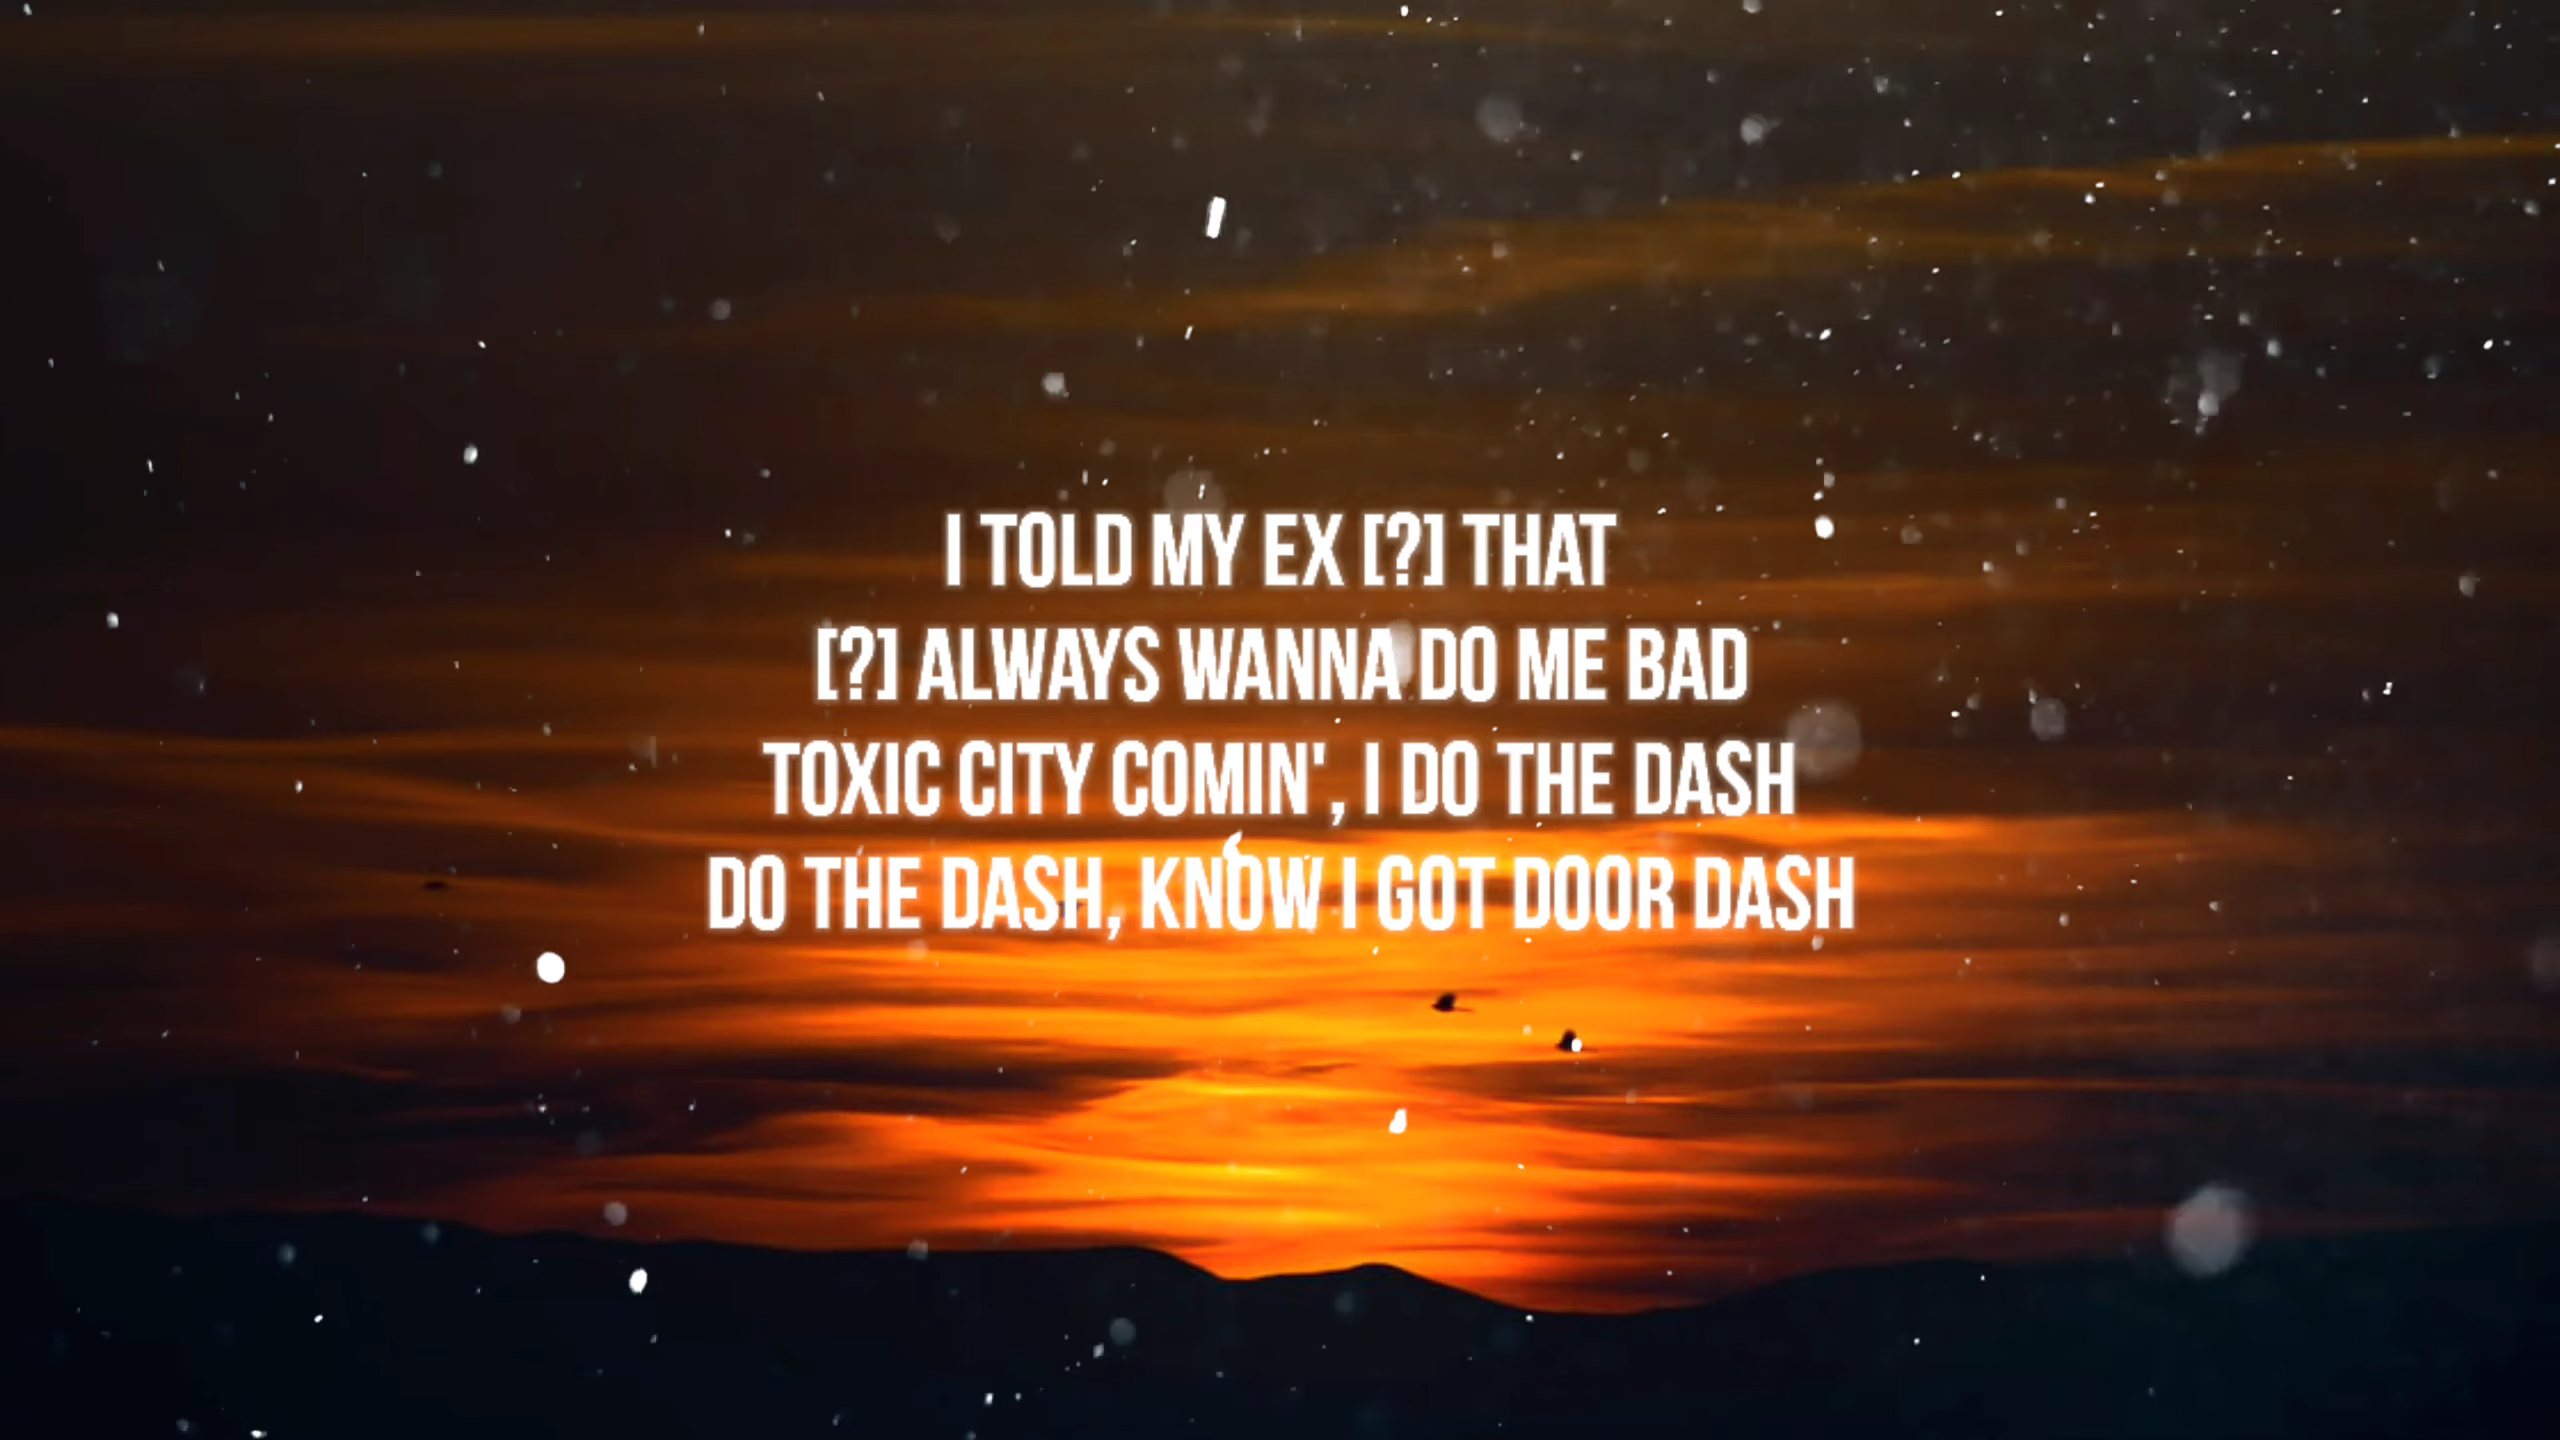 I TOLD MY EX [?] THAT
[?] ALWAYS WANNA DO ME BAD
TOXIC CITY COMIN', I DO THE DASH
DO THE DASH, KNOW I GOT DOOR DASH